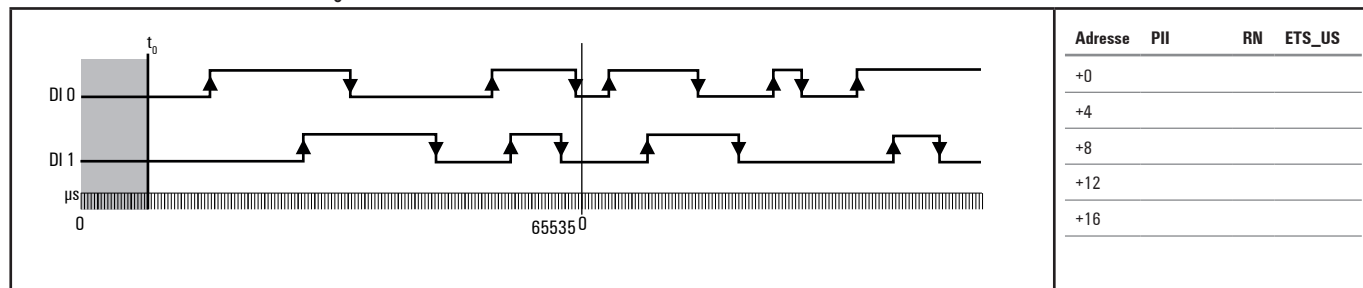 t0
DI 0
DI 1
µs
0
65535 0
Adresse PII RN ETS_US
+0
+4
+8
+12
+16